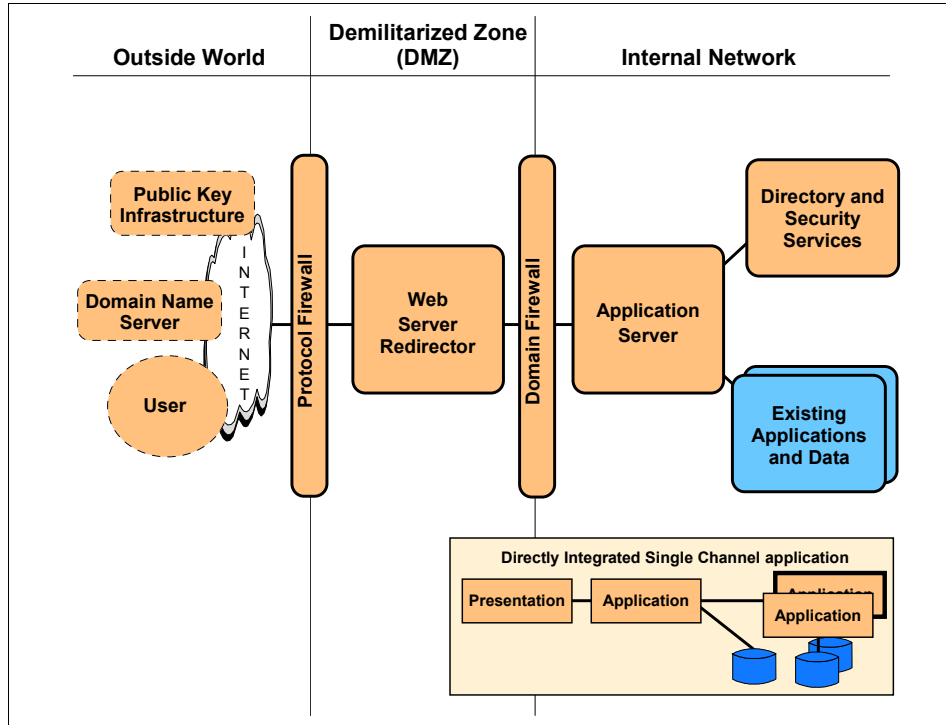 Outside World
Demilitarized Zone
(DMZ)
Internal Network
Public Key
Infrastructure
Domain Name
Server
User
INTERNET
Protocol Firewall
Web
Server
Redirector
Domain Firewall
Application
Server
Directory and
Security
Services
Existing
Applications
and Data
Directly Integrated Single Channel application
Presentation
Application
Application
Application